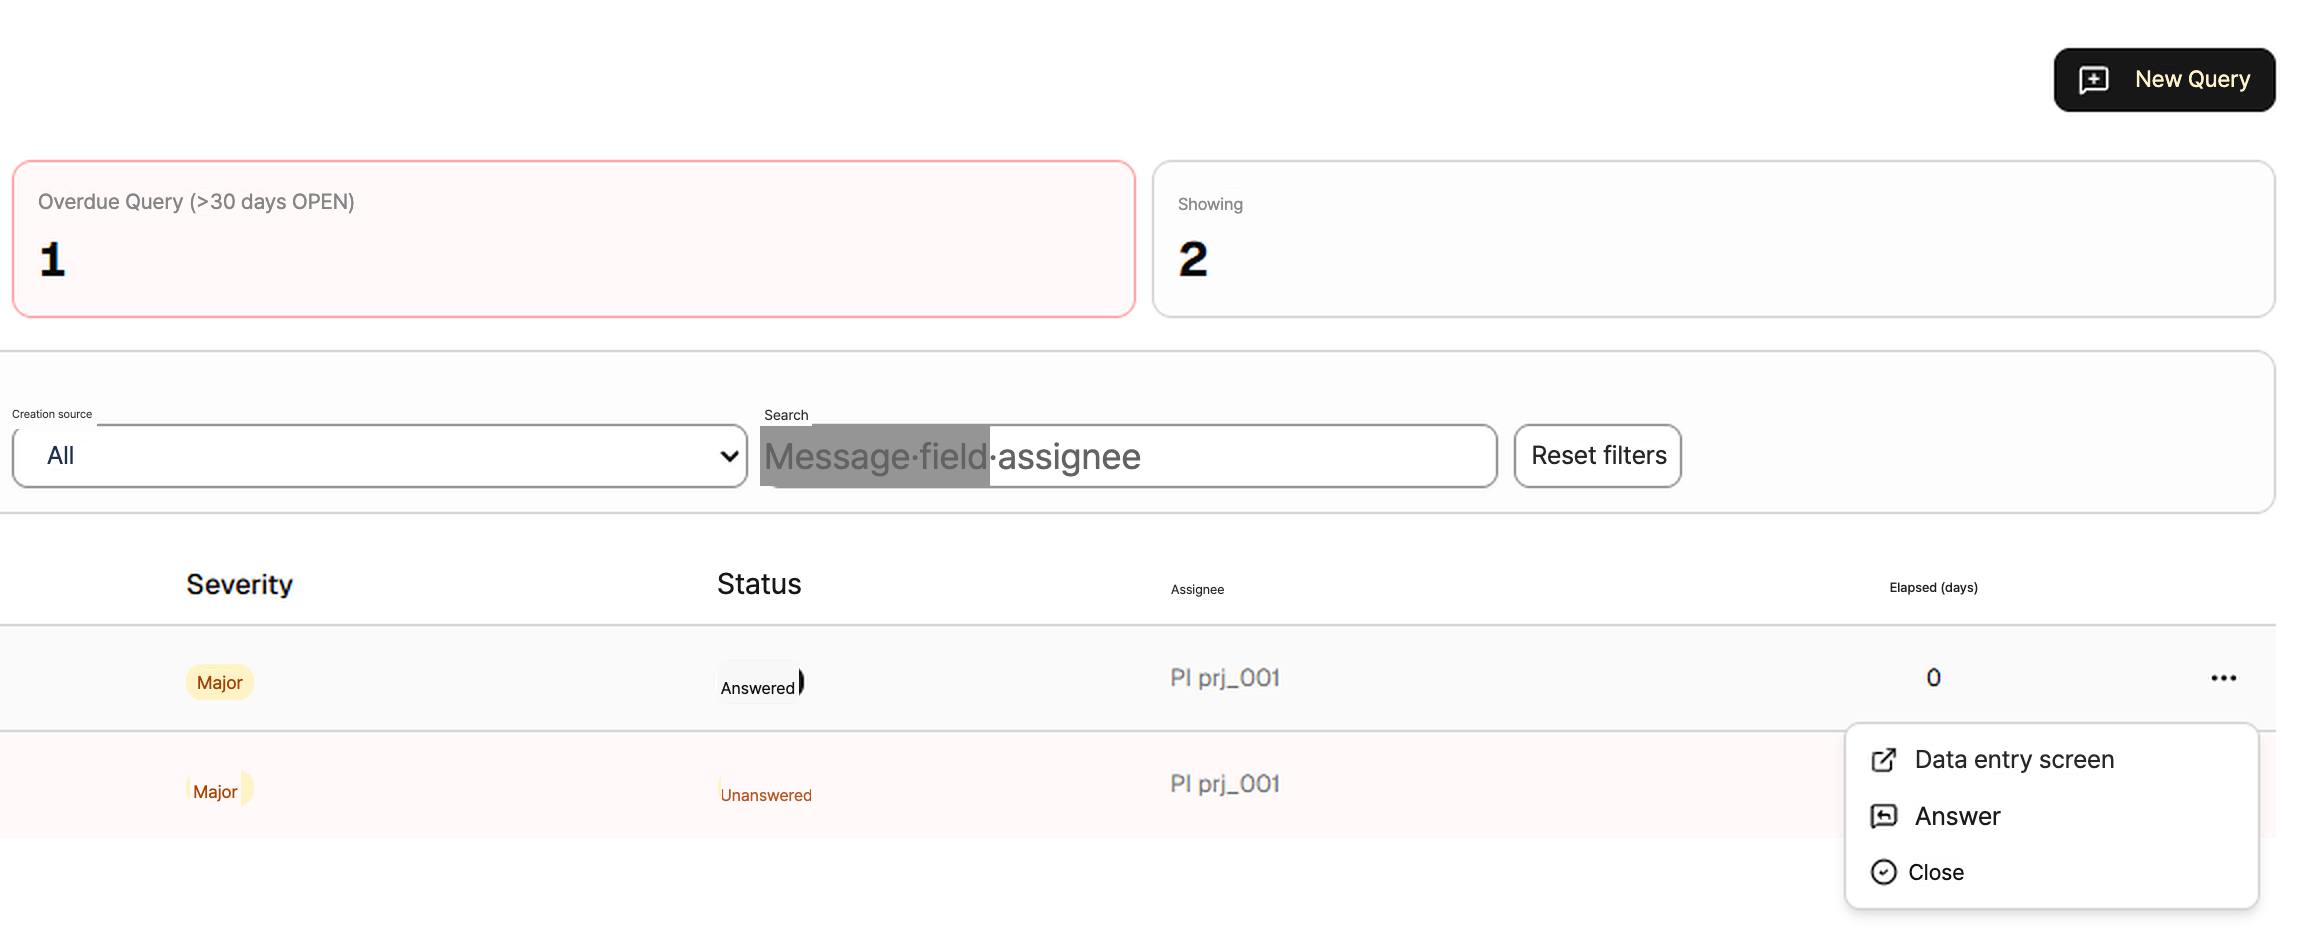 New Query
Overdue Query (>30 days OPEN)
1
Showing
2
Creation source
All
Search
Message·field·assignee
Reset filters
Severity Status Assignee Elapsed (days)
Major Answered PI prj_001 0
Major Unanswered PI prj_001
Data entry screen
Answer
Close